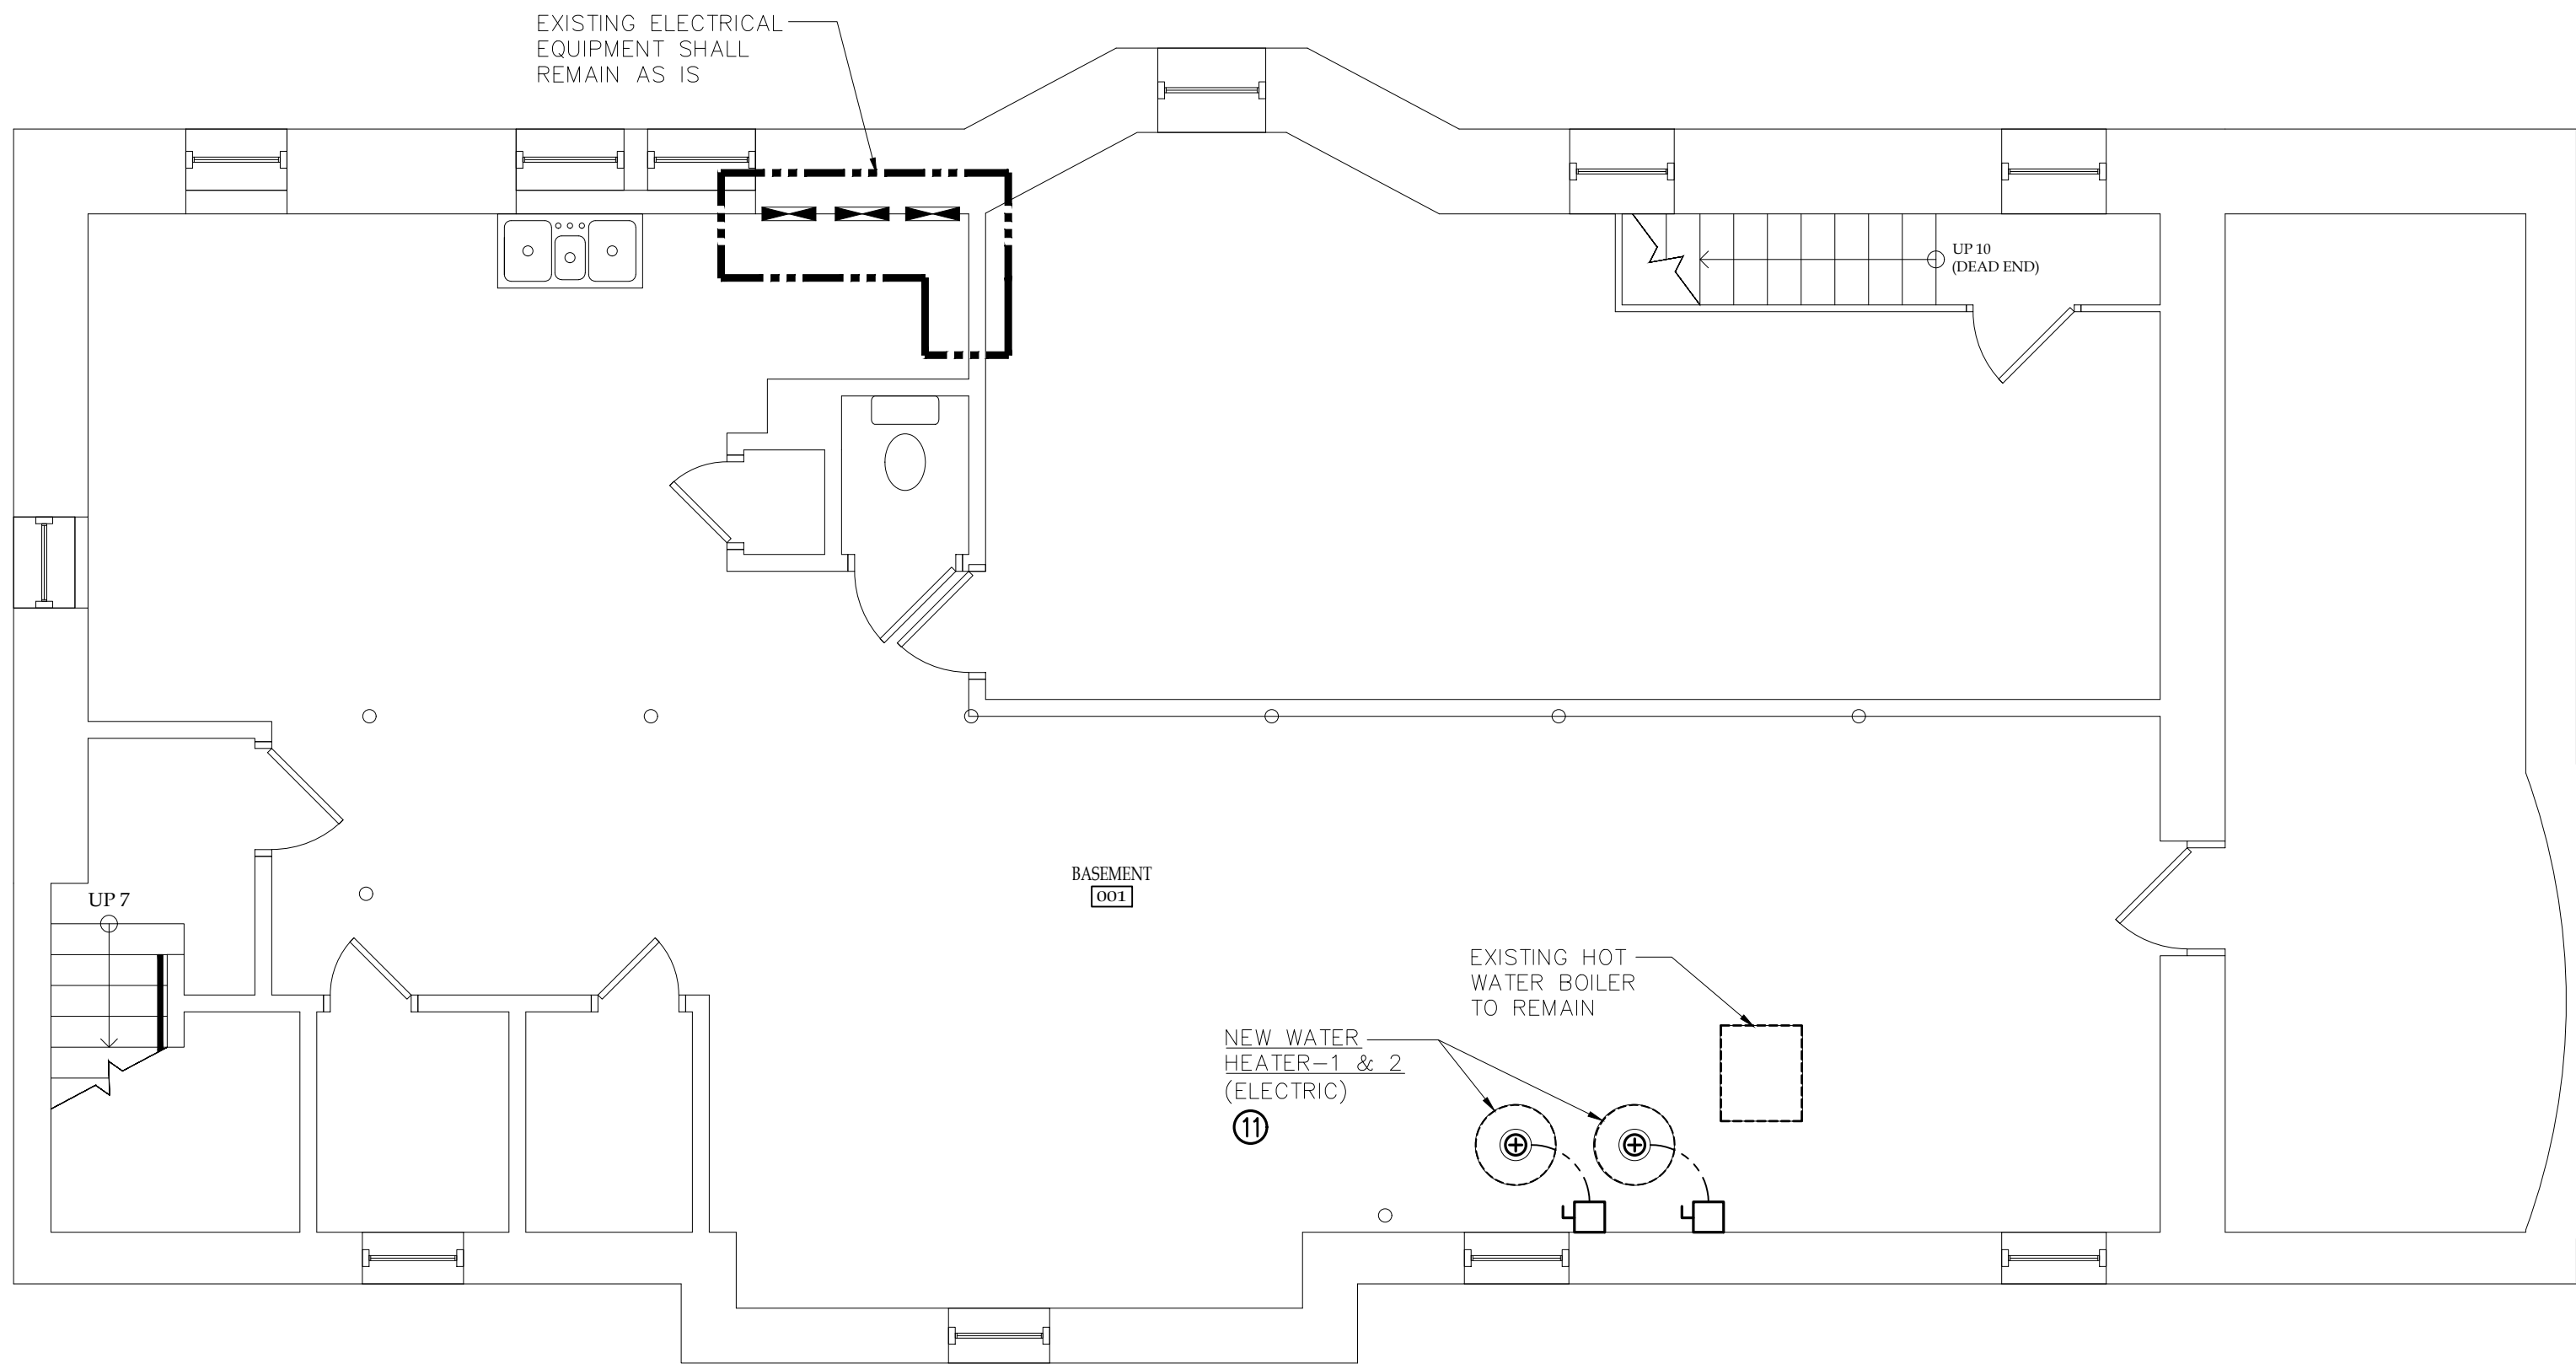 EXISTING ELECTRICAL
EQUIPMENT SHALL
REMAIN AS IS
UP 10
(DEAD END)
BASEMENT
001
UP 7
EXISTING HOT
WATER BOILER
TO REMAIN
NEW WATER
HEATER-1 & 2
(ELECTRIC)
11